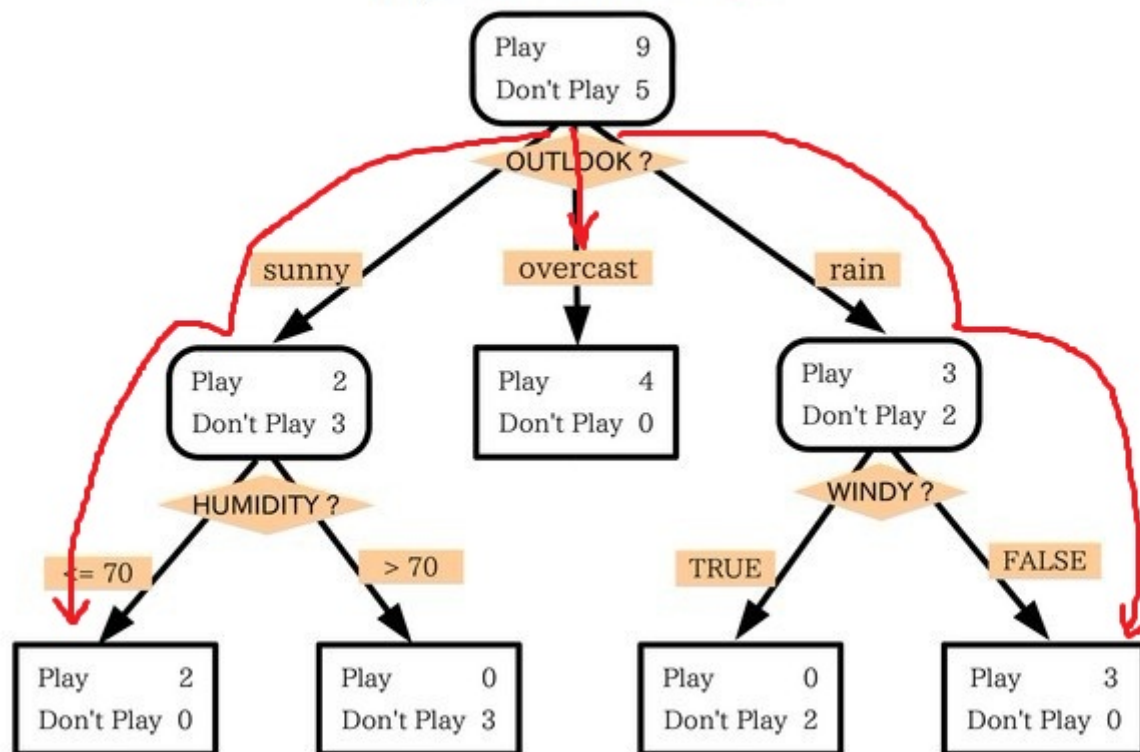 Play 9
Don't Play 5
OUTLOOK ?
sunny
overcast
rain
Play 2
Don't Play 3
Play 4
Don't Play 0
Play 3
Don't Play 2
HUMIDITY ?
WINDY ?
<= 70
> 70
TRUE
FALSE
Play 2
Don't Play 0
Play 0
Don't Play 3
Play 0
Don't Play 2
Play 3
Don't Play 0